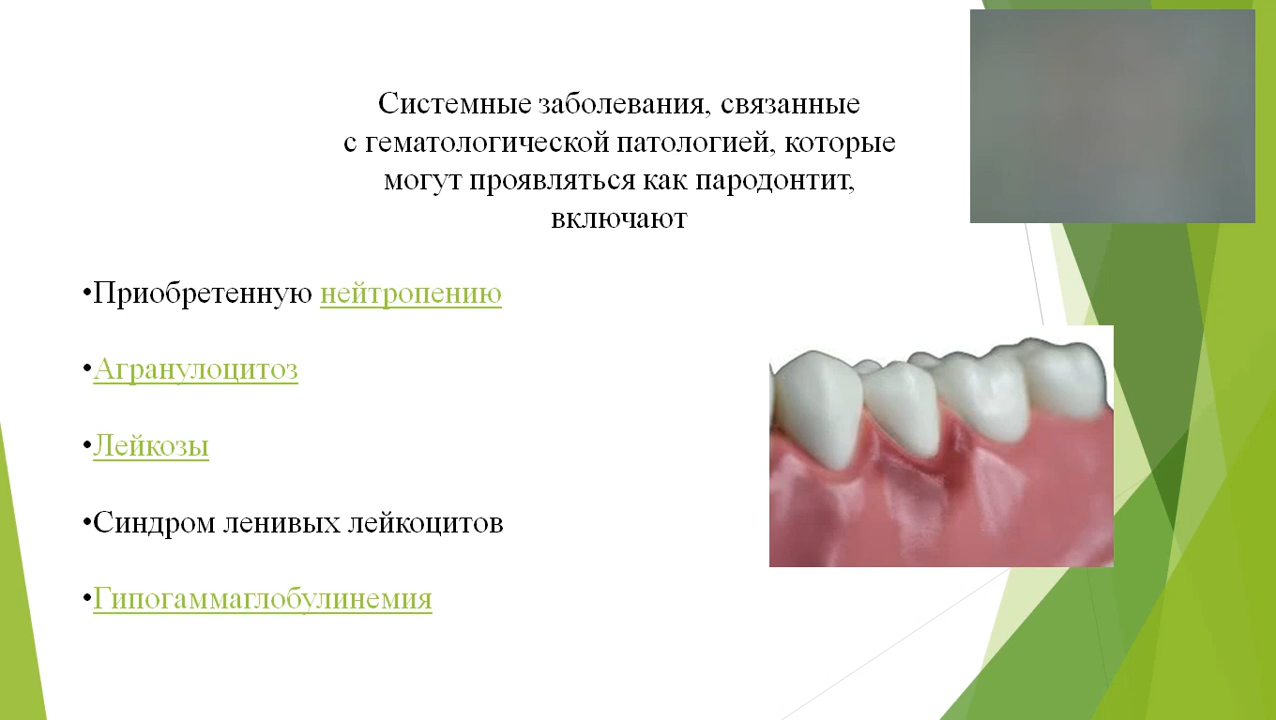 Системные заболевания, связанные
с гематологической патологией, которые
могут проявляться как пародонтит,
включают
•Приобретенную нейтропению
•Агранулоцитоз
•Лейкозы
•Синдром ленивых лейкоцитов
•Гипогаммаглобулинемия